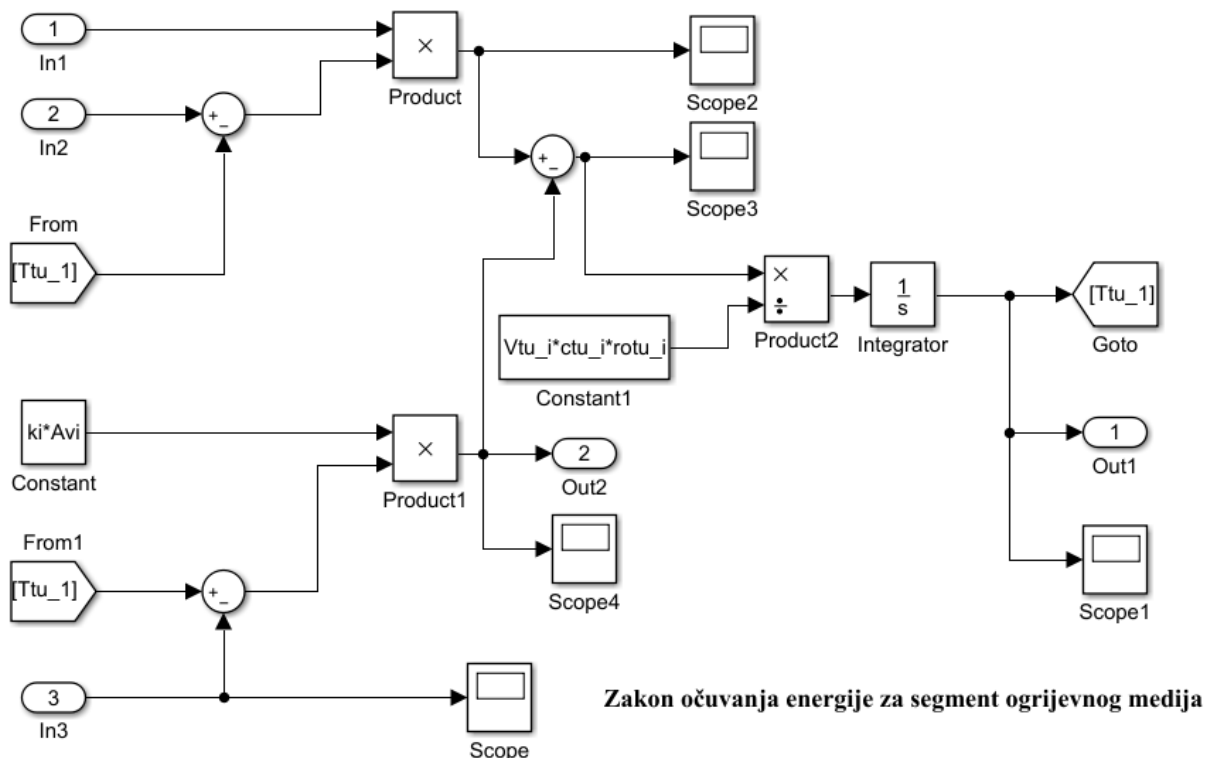 1
In1
×
Product
Scope2
2
In2
+
−
+
−
Scope3
From
[Ttu_1]
×
÷
Product2
1
s
Integrator
[Ttu_1]
Goto
Vtu_i*ctu_i*rotu_i
Constant1
ki*Avi
Constant
×
Product1
2
Out2
1
Out1
From1
[Ttu_1]
+
−
Scope4
Scope1
3
In3
Scope
Zakon očuvanja energije za segment ogrijevnog medija